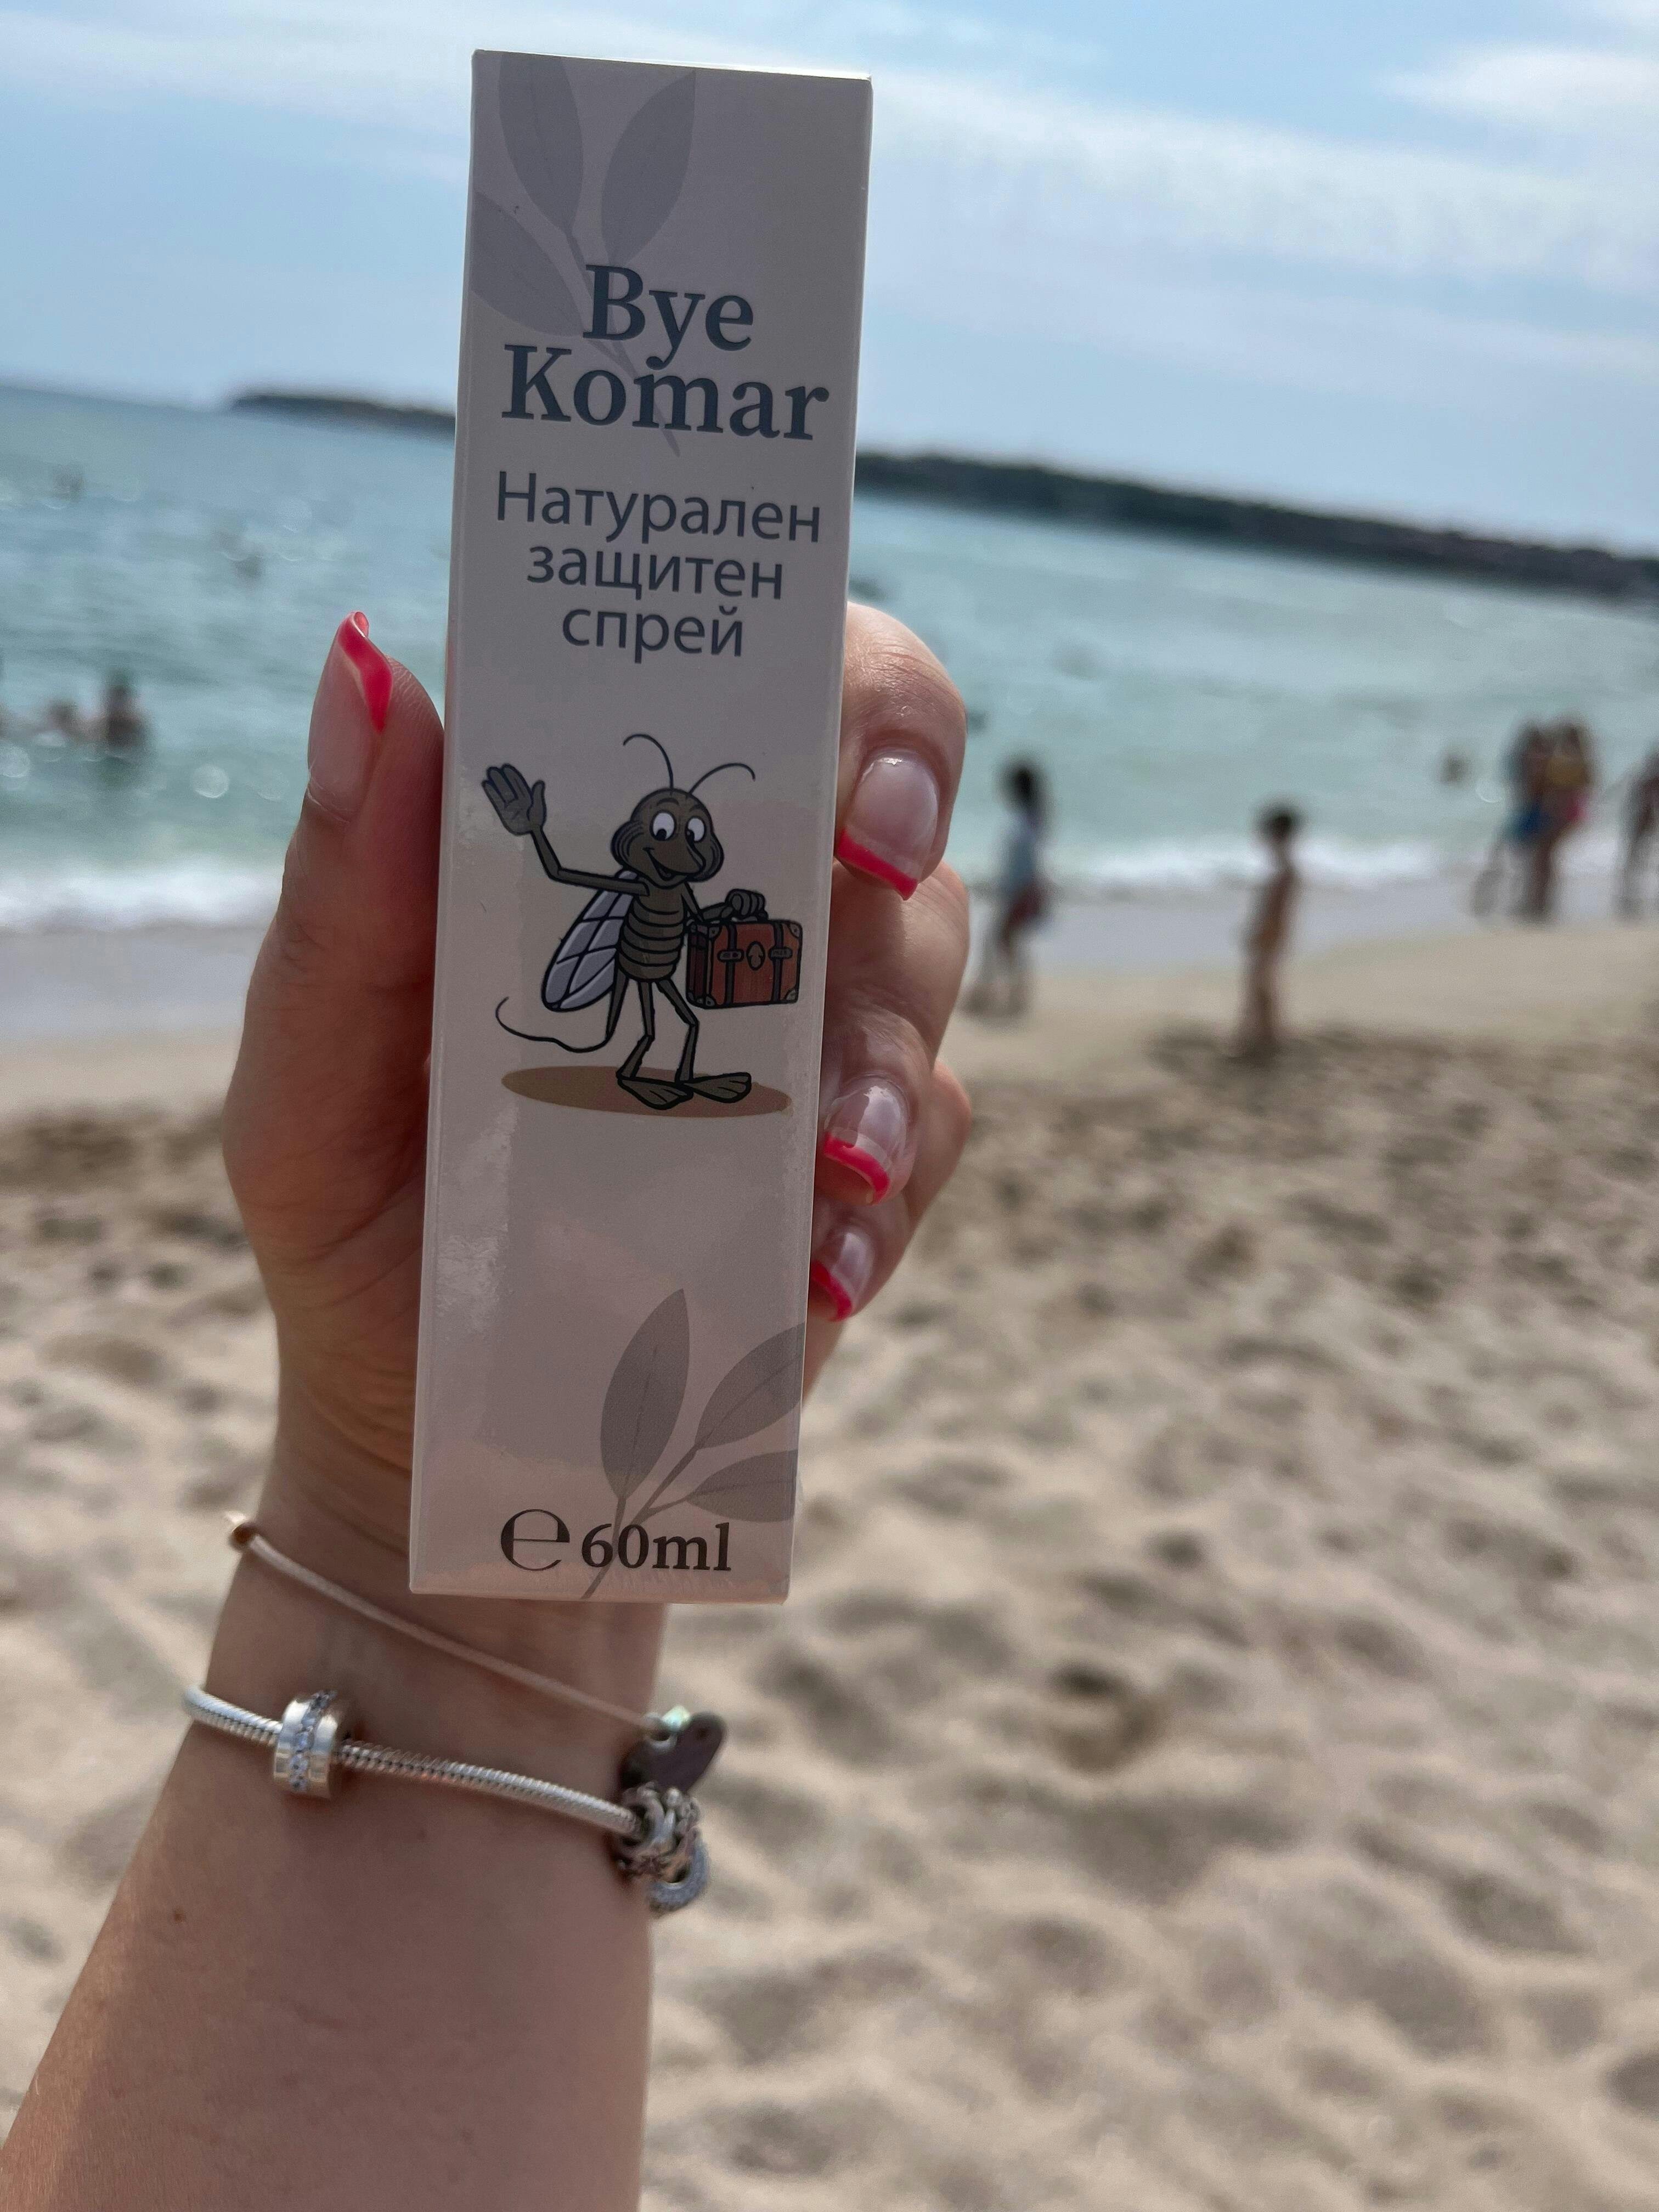 Bye
Komar
Натурален
защитен
спрей
℮ 60ml